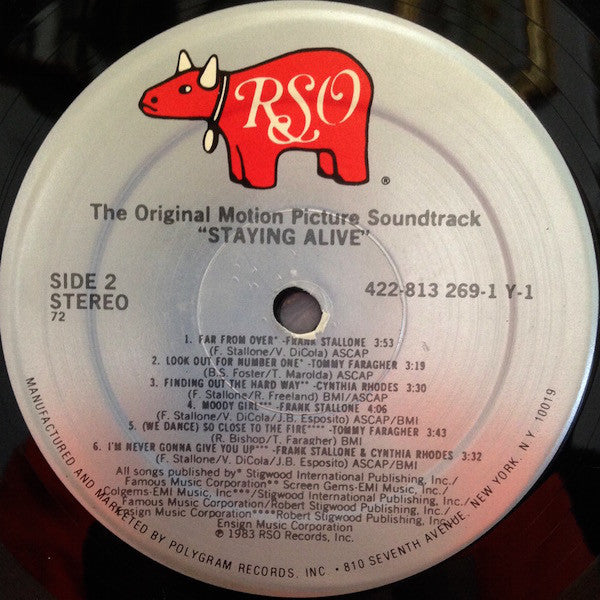 RSO
®
The Original Motion Picture Soundtrack
"STAYING ALIVE"
SIDE 2
STEREO
72
422-813 269-1 Y-1
1. FAR FROM OVER* -FRANK STALLONE 3:53
(F. Stallone/V. DiCola) ASCAP
2. LOOK OUT FOR NUMBER ONE* -TOMMY FARAGHER 3:19
(B.S. Foster/T. Marolda) ASCAP
3. FINDING OUT THE HARD WAY** -CYNTHIA RHODES 3:30
(F. Stallone/R. Freeland) BMI/ASCAP
4. MOODY GIRL*** -FRANK STALLONE 4:06
(F. Stallone/V. DiCola/J.B. Esposito) ASCAP/BMI
5. (WE DANCE) SO CLOSE TO THE FIRE**** -TOMMY FARAGHER 3:43
(R. Bishop/T. Faragher) BMI
6. I'M NEVER GONNA GIVE YOU UP*** -FRANK STALLONE & CYNTHIA RHODES 3:32
(F. Stallone/V. DiCola/J.B. Esposito) ASCAP/BMI
All songs published by* Stigwood International Publishing, Inc./
Famous Music Corporation** Screen Gems-EMI Music, Inc./
Colgems-EMI Music, Inc***/Stigwood International Publishing, Inc./
Famous Music Corporation/Robert Stigwood Publishing, Inc./
Ensign Music Corporation****Robert Stigwood Publishing, Inc./
Ensign Music Corporation
℗ 1983 RSO Records, Inc.
MANUFACTURED AND MARKETED BY POLYGRAM RECORDS, INC. • 810 SEVENTH AVENUE, NEW YORK, N.Y. 10019